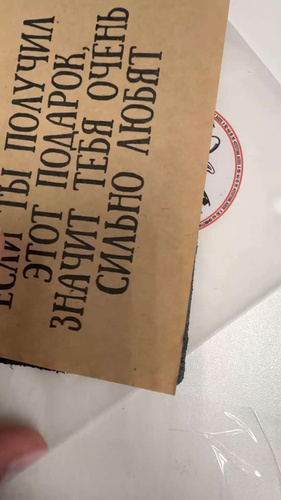 ЕСЛИ ТЫ ПОЛУЧИЛ
ЭТОТ ПОДАРОК,
ЗНАЧИТ ТЕБЯ ОЧЕНЬ
СИЛЬНО ЛЮБЯТ